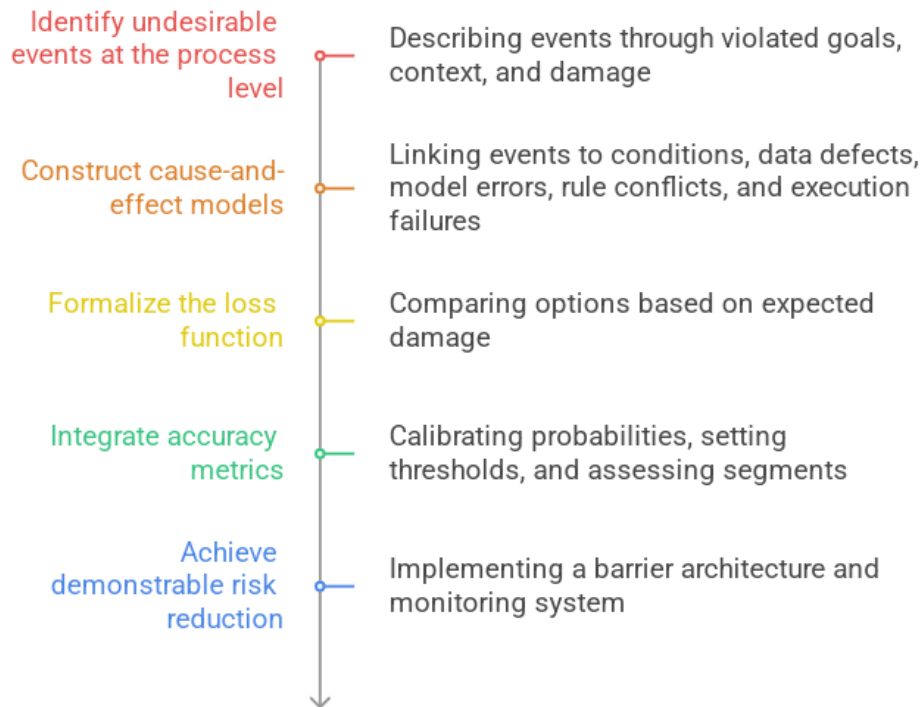 Identify undesirable
events at the process
level
Describing events through violated goals,
context, and damage
Construct cause-and-
effect models
Linking events to conditions, data defects,
model errors, rule conflicts, and execution
failures
Formalize the loss
function
Comparing options based on expected
damage
Integrate accuracy
metrics
Calibrating probabilities, setting
thresholds, and assessing segments
Achieve
demonstrable risk
reduction
Implementing a barrier architecture and
monitoring system